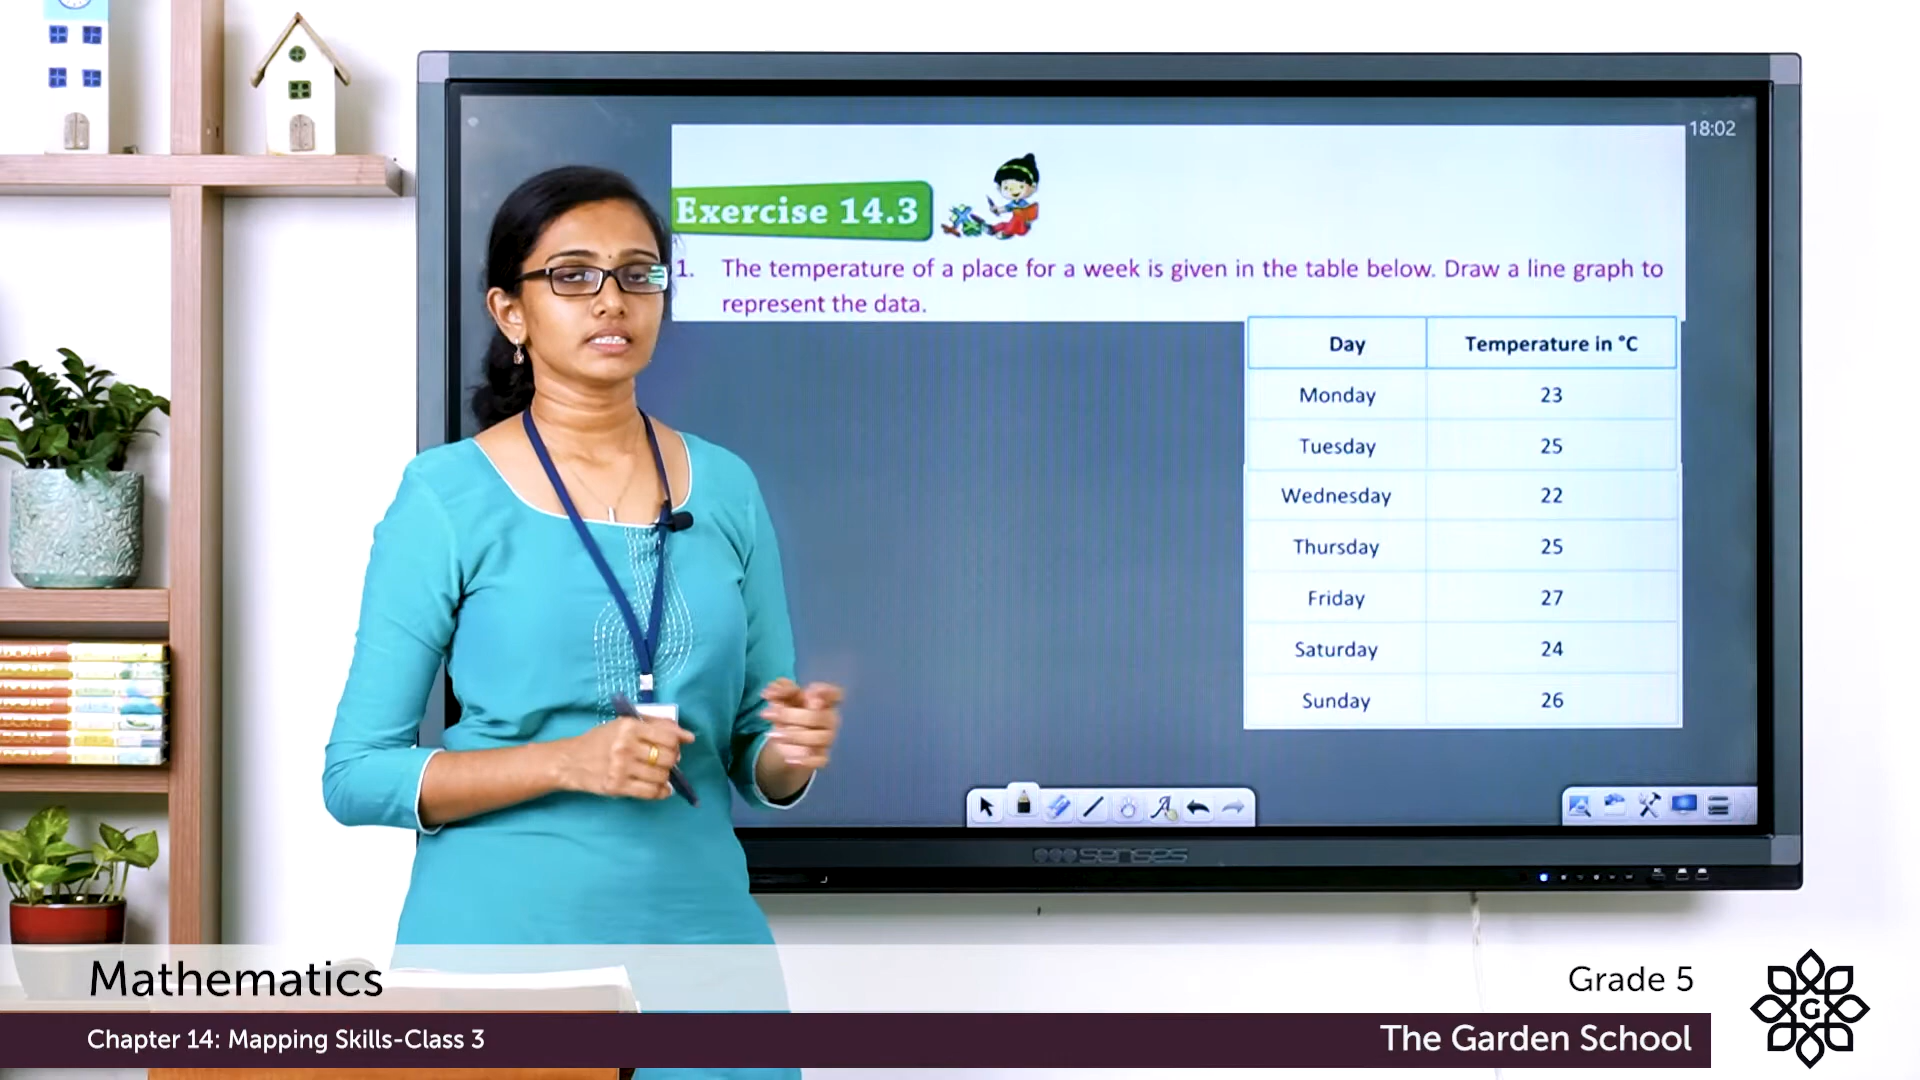 18:02
Exercise 14.3
1. The temperature of a place for a week is given in the table below. Draw a line graph to
represent the data.
Day Temperature in °C
Monday 23
Tuesday 25
Wednesday 22
Thursday 25
Friday 27
Saturday 24
Sunday 26
senses
Mathematics
Grade 5
Chapter 14: Mapping Skills-Class 3
The Garden School
G